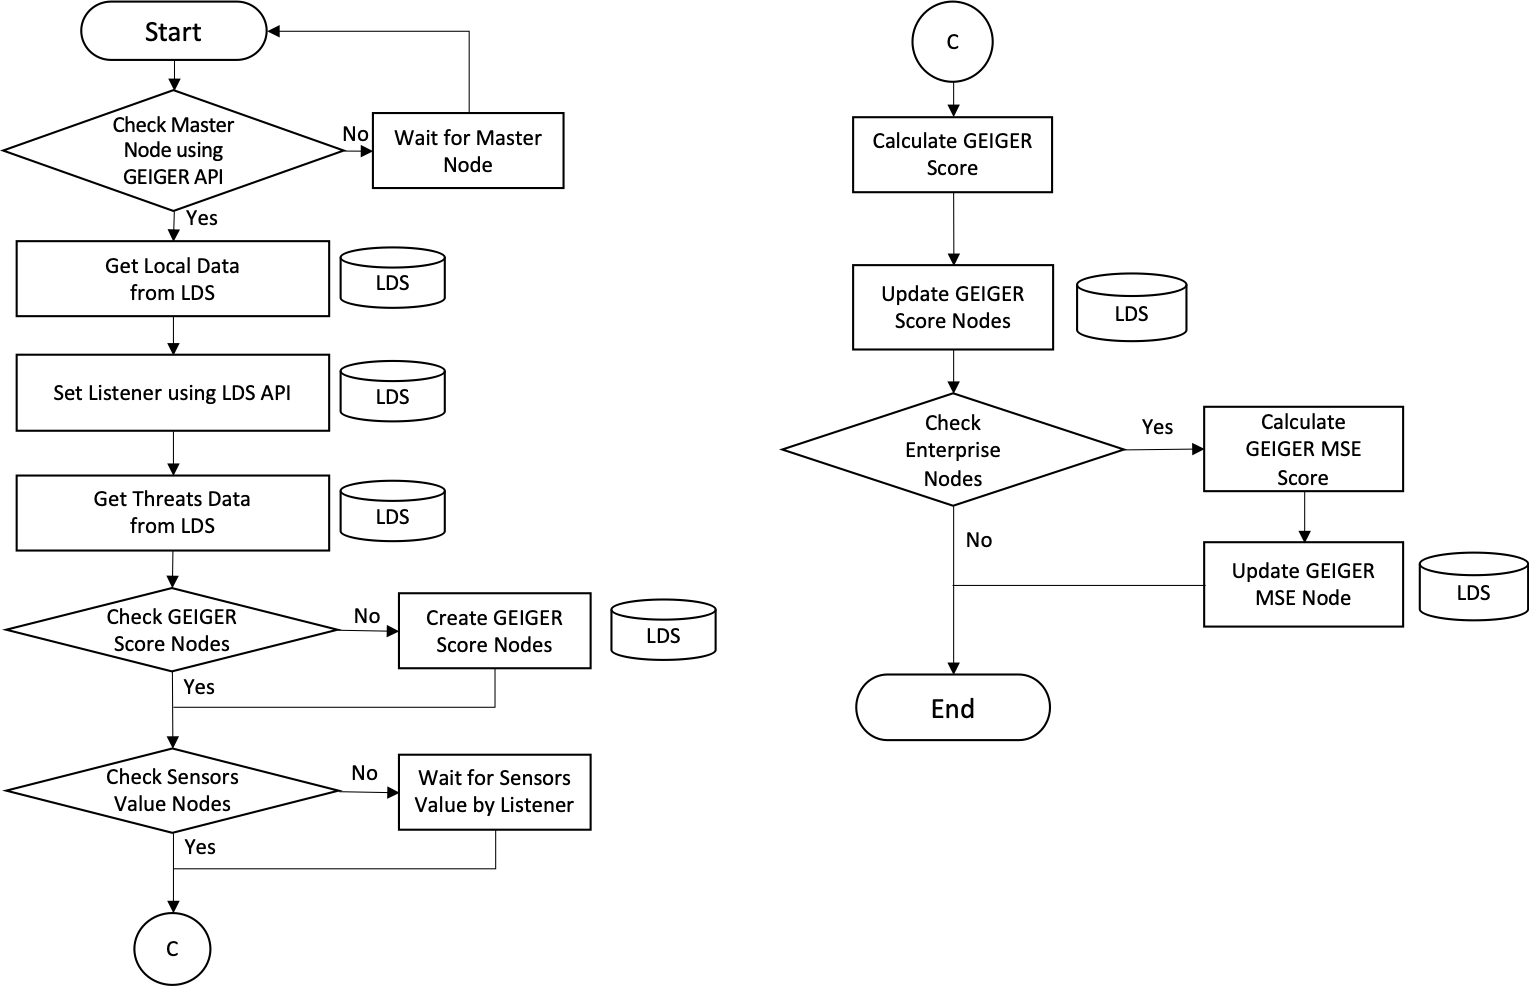 Start
Check Master
Node using
GEIGER API
No
Wait for Master
Node
Yes
Get Local Data
from LDS
LDS
Set Listener using LDS API
LDS
Get Threats Data
from LDS
LDS
Check GEIGER
Score Nodes
No
Create GEIGER
Score Nodes
LDS
Yes
Check Sensors
Value Nodes
No
Wait for Sensors
Value by Listener
Yes
C
C
Calculate GEIGER
Score
Update GEIGER
Score Nodes
LDS
Check
Enterprise
Nodes
Yes
Calculate
GEIGER MSE
Score
No
Update GEIGER
MSE Node
LDS
End